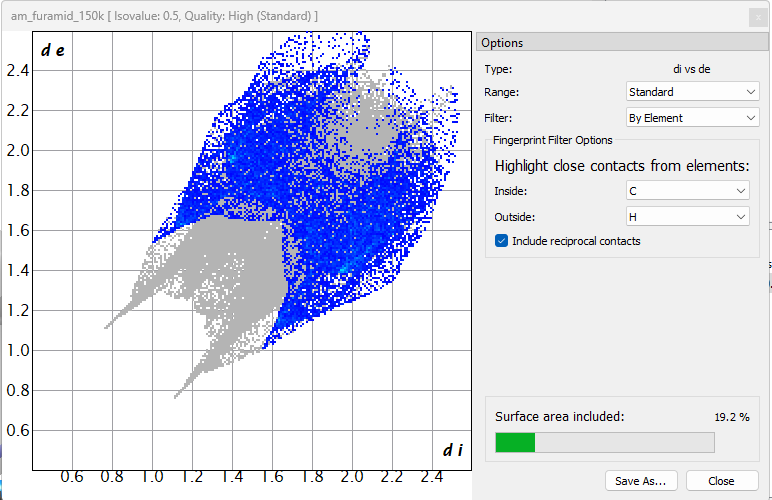 am_furamid_150k [ Isovalue: 0.5, Quality: High (Standard) ]
d e
2.4
2.2
2.0
1.8
1.6
1.4
1.2
1.0
0.8
0.6
d i
0.6 0.8 1.0 1.2 1.4 1.6 1.8 2.0 2.2 2.4
Options
Type: di vs de
Range: Standard
Filter: By Element
Fingerprint Filter Options
Highlight close contacts from elements:
Inside: C
Outside: H
Include reciprocal contacts
Surface area included: 19.2 %
Save As... Close